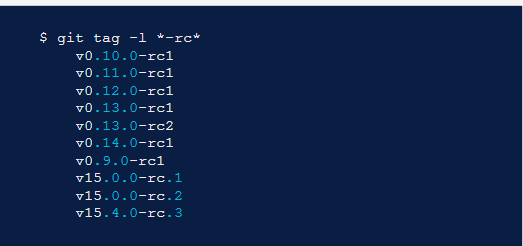 $ git tag -l *-rc*
v0.10.0-rc1
v0.11.0-rc1
v0.12.0-rc1
v0.13.0-rc1
v0.13.0-rc2
v0.14.0-rc1
v0.9.0-rc1
v15.0.0-rc.1
v15.0.0-rc.2
v15.4.0-rc.3